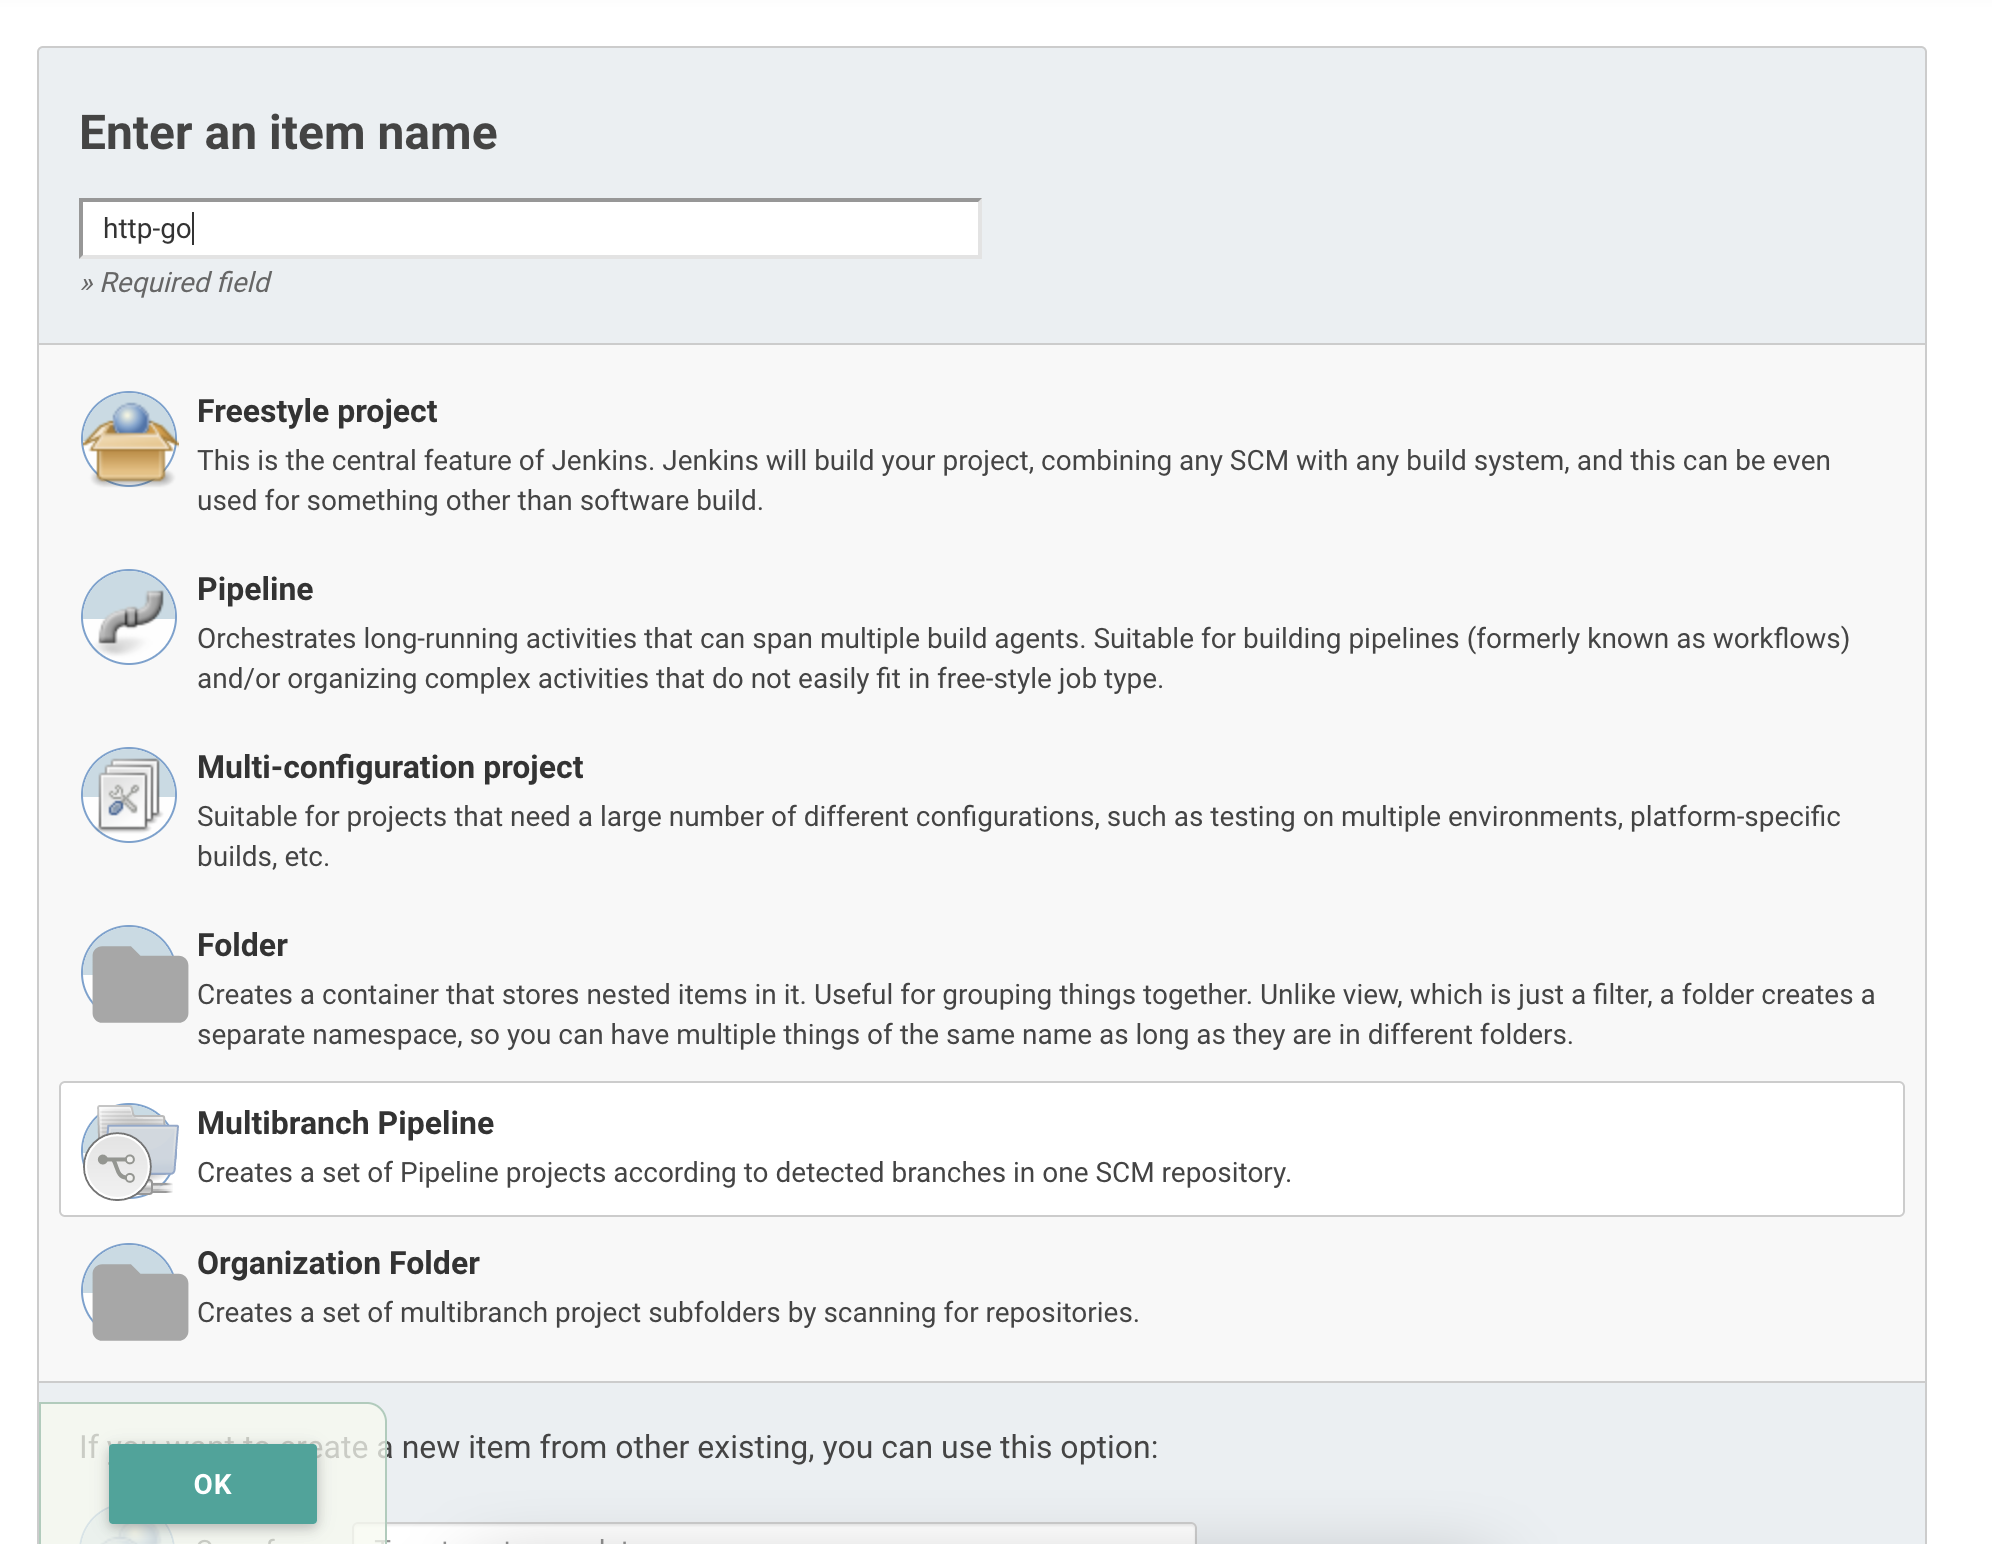 Enter an item name
http-go
» Required field
Freestyle project
This is the central feature of Jenkins. Jenkins will build your project, combining any SCM with any build system, and this can be even
used for something other than software build.
Pipeline
Orchestrates long-running activities that can span multiple build agents. Suitable for building pipelines (formerly known as workflows)
and/or organizing complex activities that do not easily fit in free-style job type.
Multi-configuration project
Suitable for projects that need a large number of different configurations, such as testing on multiple environments, platform-specific
builds, etc.
Folder
Creates a container that stores nested items in it. Useful for grouping things together. Unlike view, which is just a filter, a folder creates a
separate namespace, so you can have multiple things of the same name as long as they are in different folders.
Multibranch Pipeline
Creates a set of Pipeline projects according to detected branches in one SCM repository.
Organization Folder
Creates a set of multibranch project subfolders by scanning for repositories.
If you want to create a new item from other existing, you can use this option:
OK